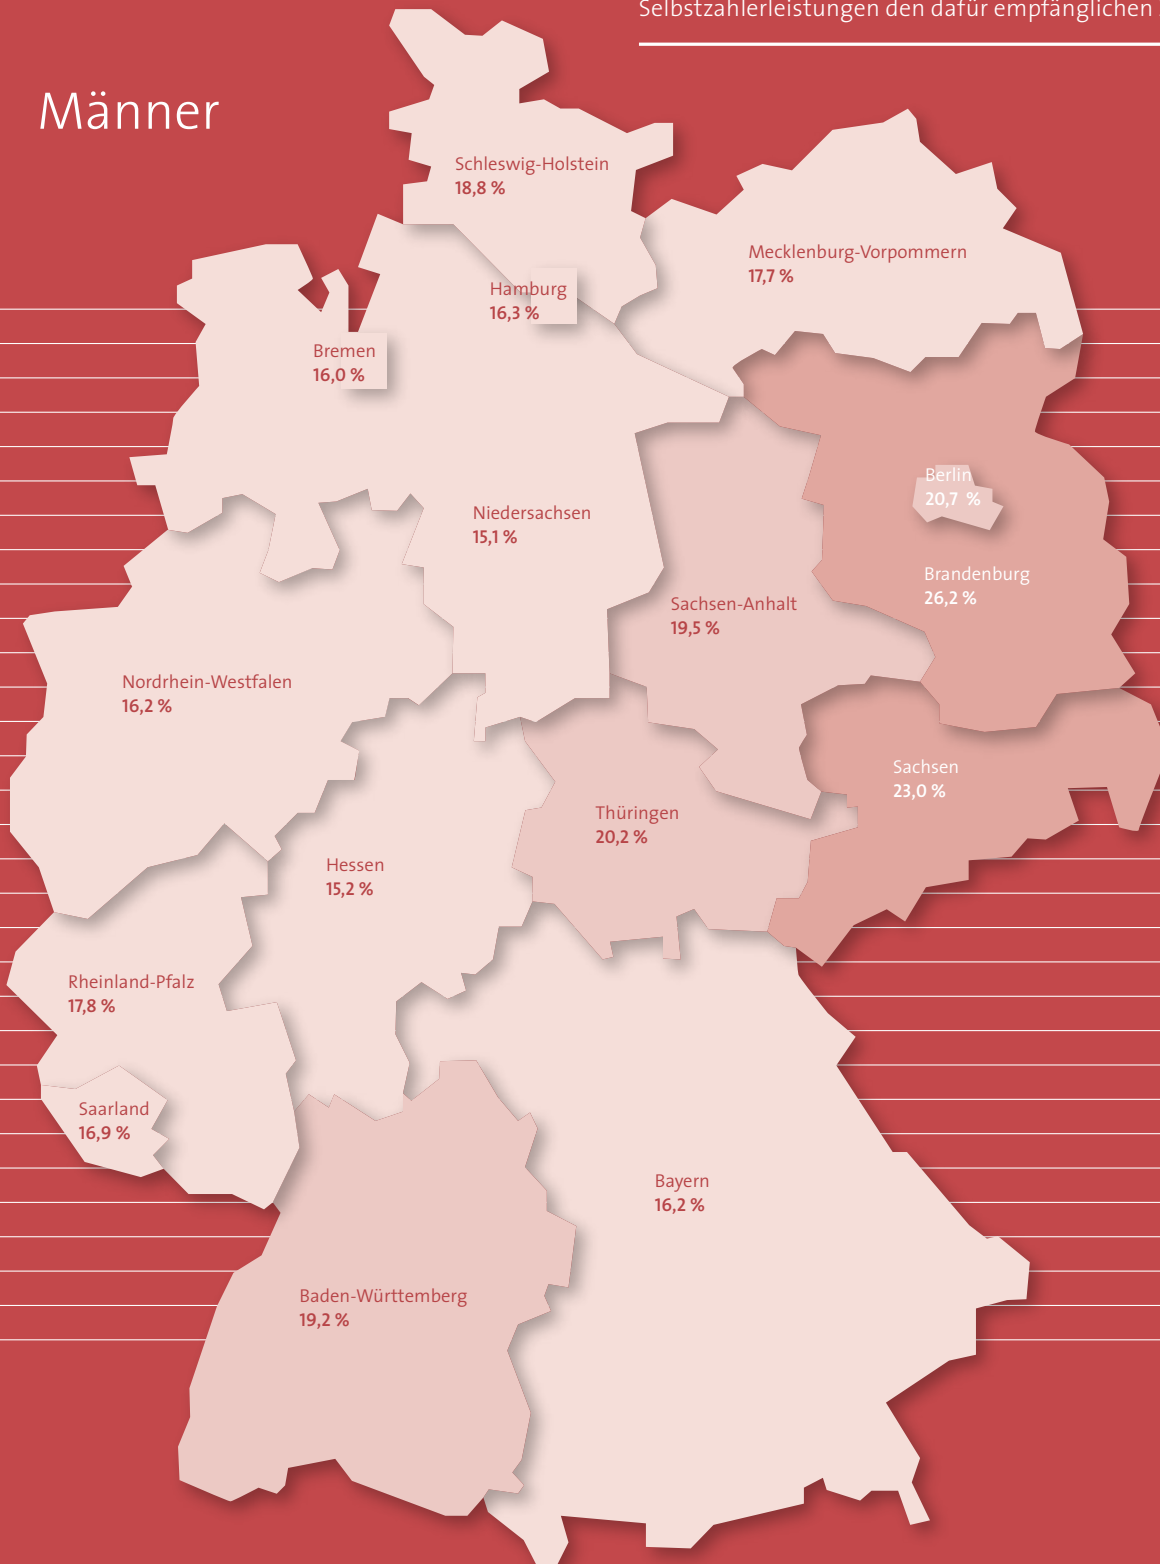 Selbstzahlerleistungen den dafür empfänglichen
Männer
Schleswig-Holstein
18,8 %
Mecklenburg-Vorpommern
17,7 %
Hamburg
16,3 %
Bremen
16,0 %
Berlin
20,7 %
Niedersachsen
15,1 %
Brandenburg
26,2 %
Sachsen-Anhalt
19,5 %
Nordrhein-Westfalen
16,2 %
Sachsen
23,0 %
Thüringen
20,2 %
Hessen
15,2 %
Rheinland-Pfalz
17,8 %
Saarland
16,9 %
Bayern
16,2 %
Baden-Württemberg
19,2 %